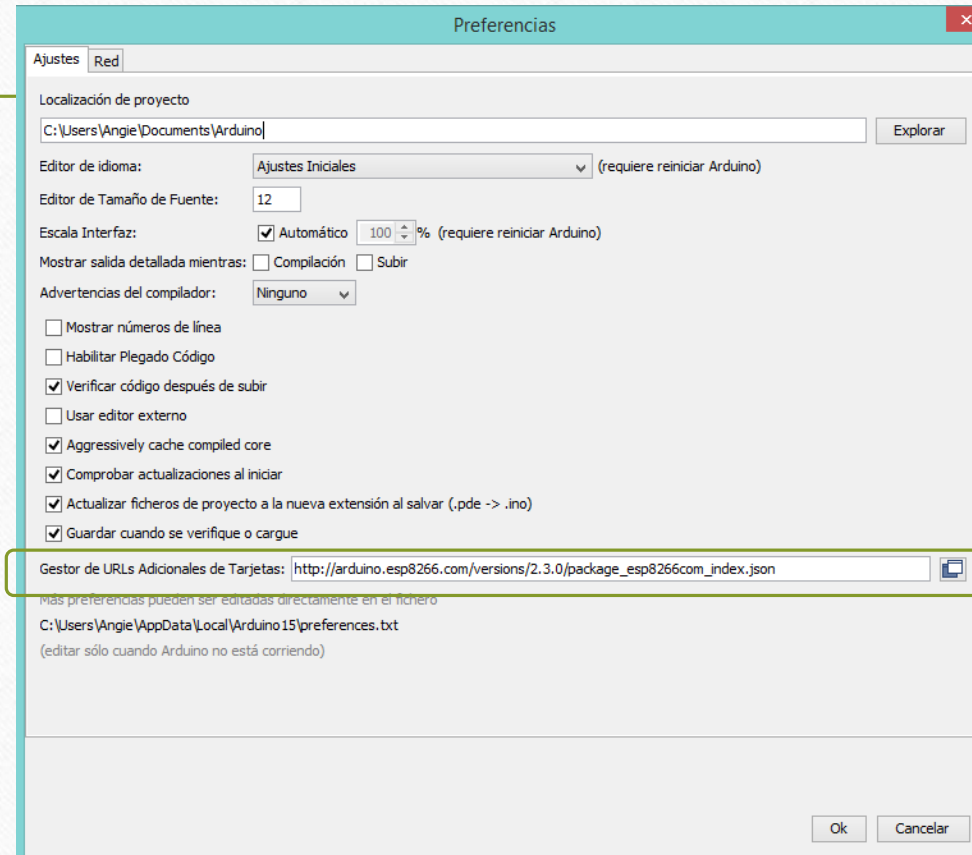 Preferencias
Ajustes Red
Localización de proyecto
C:\Users\Angie\Documents\Arduino Explorar
Editor de idioma: Ajustes Iniciales (requiere reiniciar Arduino)
Editor de Tamaño de Fuente: 12
Escala Interfaz: Automático 100 % (requiere reiniciar Arduino)
Mostrar salida detallada mientras: Compilación Subir
Advertencias del compilador: Ninguno
Mostrar números de línea
Habilitar Plegado Código
Verificar código después de subir
Usar editor externo
Aggressively cache compiled core
Comprobar actualizaciones al iniciar
Actualizar ficheros de proyecto a la nueva extensión al salvar (.pde -> .ino)
Guardar cuando se verifique o cargue
Gestor de URLs Adicionales de Tarjetas: http://arduino.esp8266.com/versions/2.3.0/package_esp8266com_index.json
Más preferencias pueden ser editadas directamente en el fichero
C:\Users\Angie\AppData\Local\Arduino15\preferences.txt
(editar sólo cuando Arduino no está corriendo)
Ok Cancelar